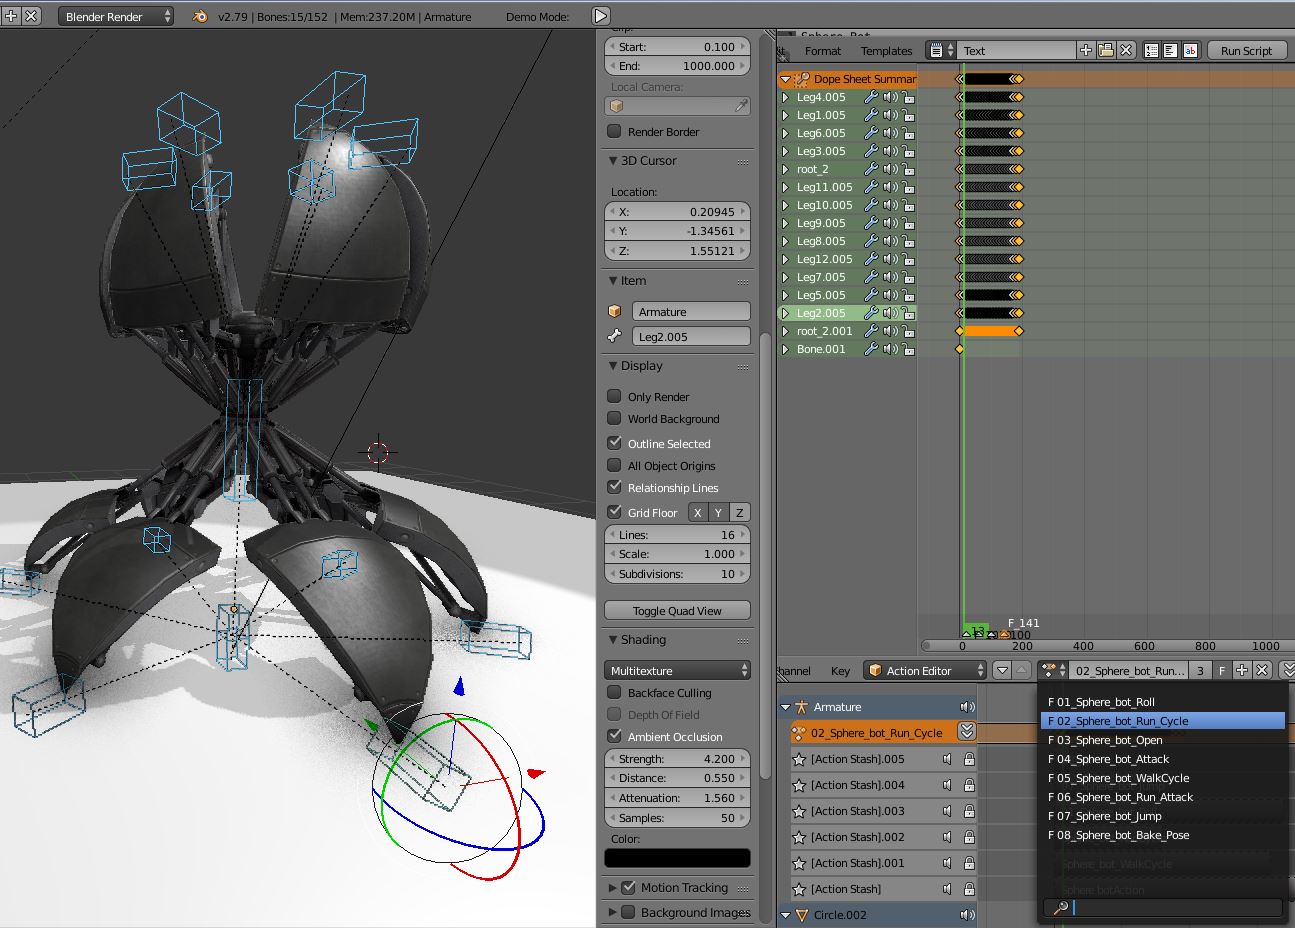 Blender Render
v2.79 | Bones:15/152 | Mem:237.20M | Armature
Demo Mode:
Start: 0.100
End: 1000.000
Local Camera:
Render Border
3D Cursor
Location:
X: 0.20945
Y: -1.34561
Z: 1.55121
Item
Armature
Leg2.005
Display
Only Render
World Background
Outline Selected
All Object Origins
Relationship Lines
Grid Floor X Y Z
Lines: 16
Scale: 1.000
Subdivisions: 10
Toggle Quad View
Shading
Multitexture
Backface Culling
Depth Of Field
Ambient Occlusion
Strength: 4.200
Distance: 0.550
Attenuation: 1.560
Samples: 50
Color:
Motion Tracking
Background Images
Format Templates Text ab Run Script
Dope Sheet Summar
Leg4.005
Leg1.005
Leg6.005
Leg3.005
root_2
Leg11.005
Leg10.005
Leg9.005
Leg8.005
Leg12.005
Leg7.005
Leg5.005
Leg2.005
root_2.001
Bone.001
F_141
13
100
0 200 400 600 800 1000
hannel Key Action Editor 02_Sphere_bot_Run... 3 F
Armature
02_Sphere_bot_Run_Cycle
[Action Stash].005
[Action Stash].004
[Action Stash].003
[Action Stash].002
[Action Stash].001
[Action Stash]
Circle.002
F 01_Sphere_bot_Roll
F 02_Sphere_bot_Run_Cycle
F 03_Sphere_bot_Open
F 04_Sphere_bot_Attack
F 05_Sphere_bot_WalkCycle
F 06_Sphere_bot_Run_Attack
F 07_Sphere_bot_Jump
F 08_Sphere_bot_Bake_Pose
Sphere_bot_WalkCycle
Sphere botAction